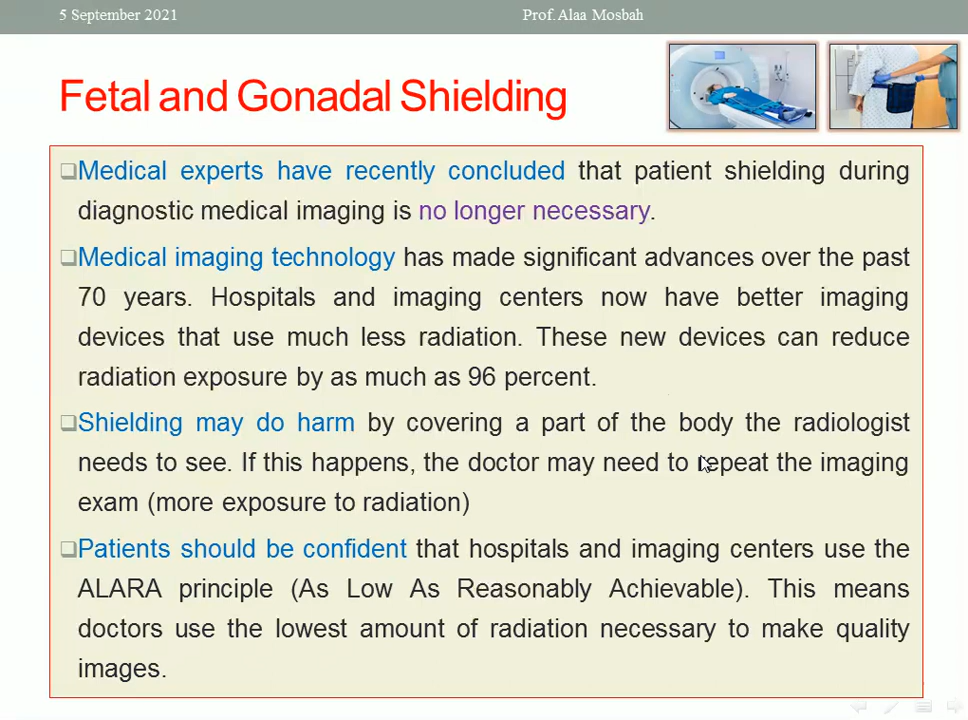 5 September 2021
Prof. Alaa Mosbah
Fetal and Gonadal Shielding
Medical experts have recently concluded that patient shielding during
diagnostic medical imaging is no longer necessary.
Medical imaging technology has made significant advances over the past
70 years. Hospitals and imaging centers now have better imaging
devices that use much less radiation. These new devices can reduce
radiation exposure by as much as 96 percent.
Shielding may do harm by covering a part of the body the radiologist
needs to see. If this happens, the doctor may need to repeat the imaging
exam (more exposure to radiation)
Patients should be confident that hospitals and imaging centers use the
ALARA principle (As Low As Reasonably Achievable). This means
doctors use the lowest amount of radiation necessary to make quality
images.